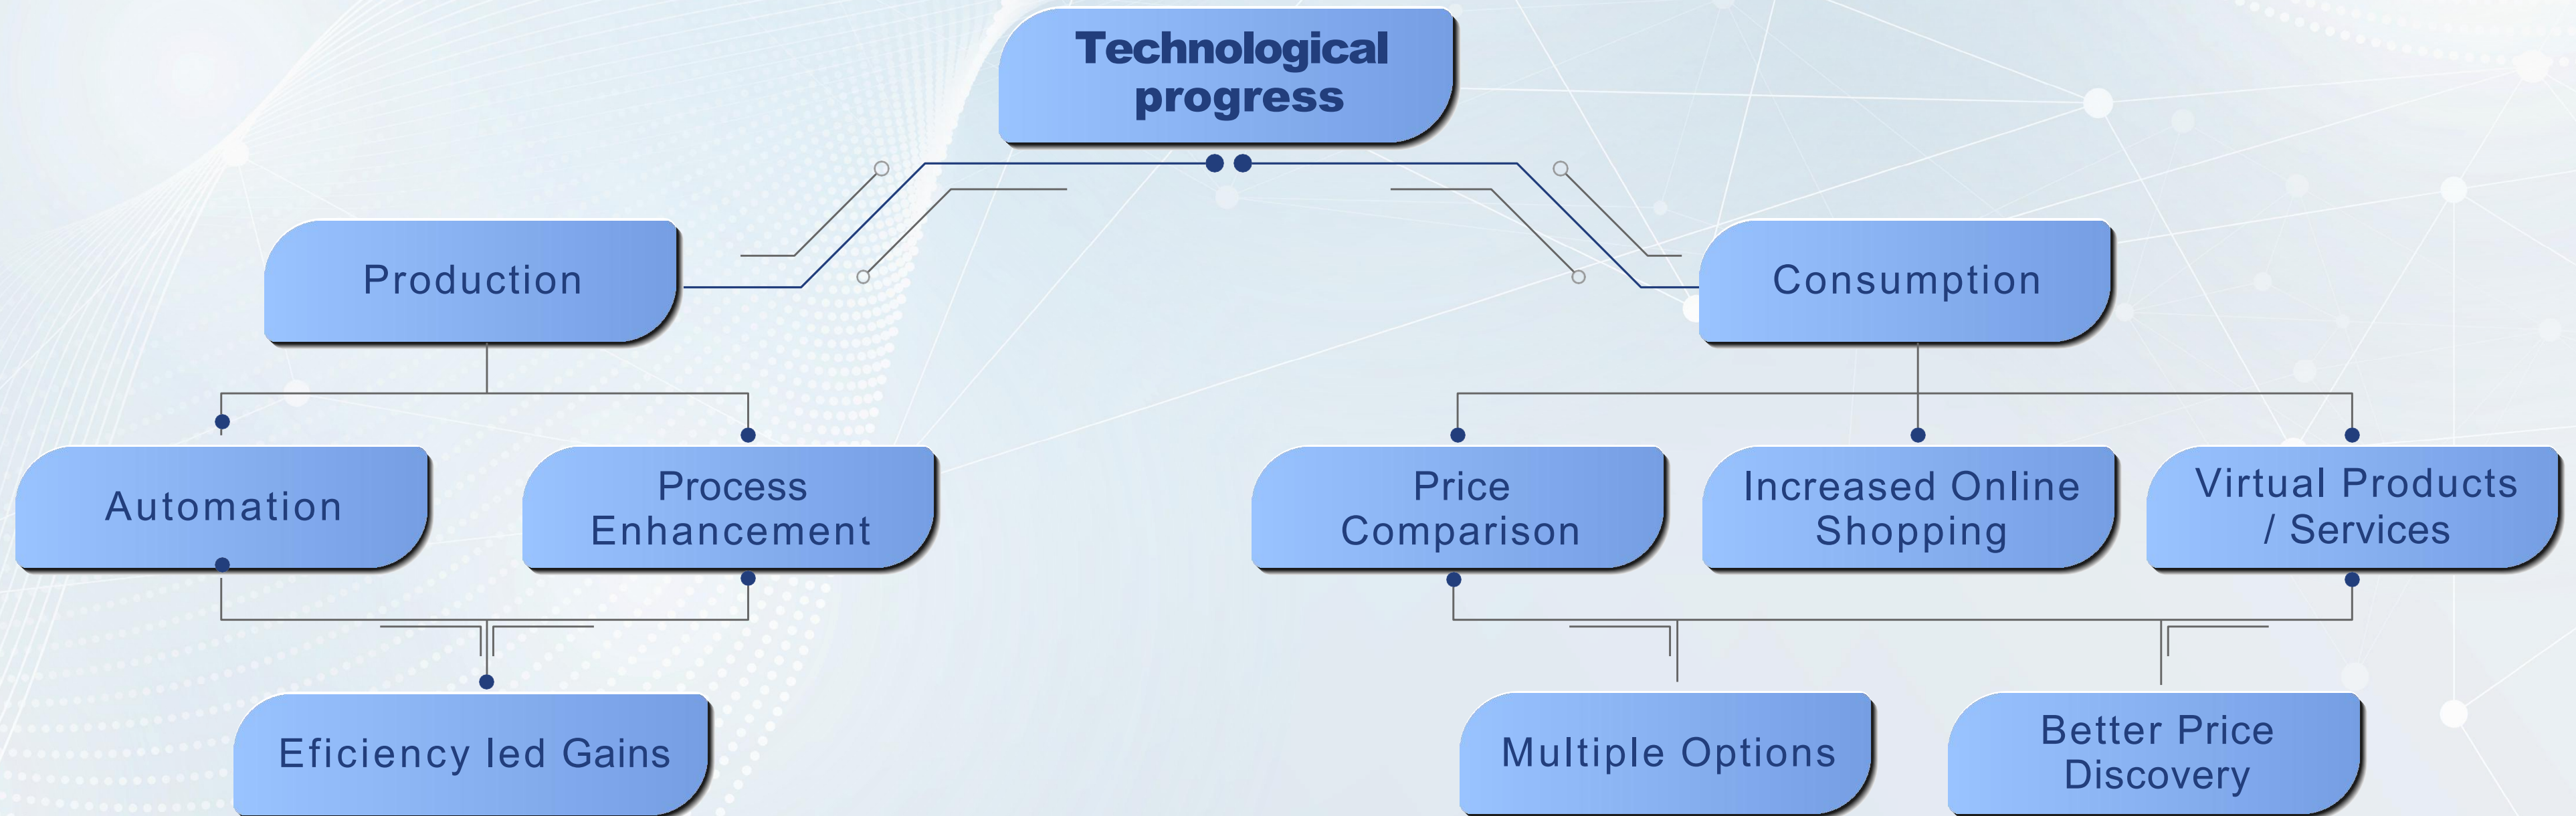 Technological
progress
Production
Consumption
Automation
Process
Enhancement
Price
Comparison
Increased Online
Shopping
Virtual Products
/ Services
Eficiency led Gains
Multiple Options
Better Price
Discovery